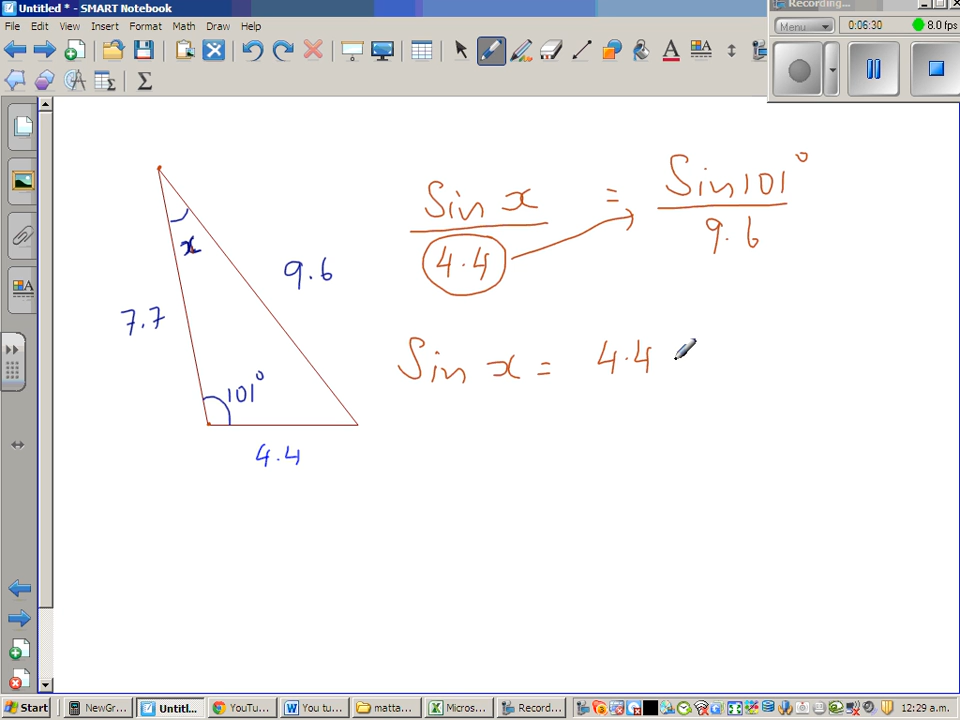 Untitled * - SMART Notebook
Recording...
File Edit View Insert Format Tools Math Draw Help
Menu
0:06:30
8.0 fps
Sin x / 4.4 = Sin 101° / 9.6
x
9.6
7.7
Sin x = 4.4
101°
4.4
Start
NewGr...
Untitl...
YouTu...
You tu...
matta...
Micros...
Record...
12:29 a.m.